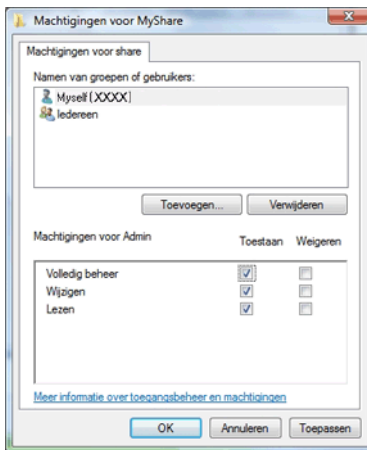 Machtigingen voor MyShare
Machtigingen voor share
Namen van groepen of gebruikers:
Myself [XXXX]
Iedereen
Toevoegen...
Verwijderen
Machtigingen voor Admin
Toestaan
Weigeren
Volledig beheer
Wijzigen
Lezen
Meer informatie over toegangsbeheer en machtigingen
OK
Annuleren
Toepassen